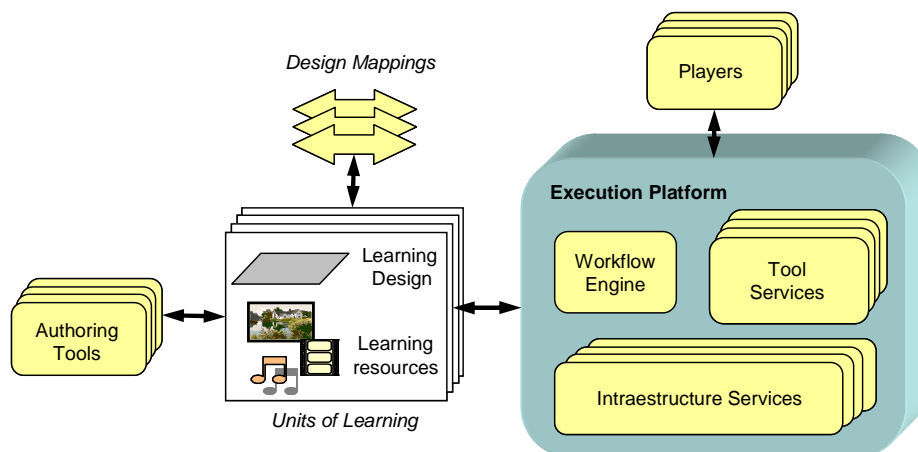 Design Mappings
Players
Execution Platform
Learning
Design
Workflow
Engine
Tool
Services
Authoring
Tools
Learning
resources
Intraestructure Services
Units of Learning